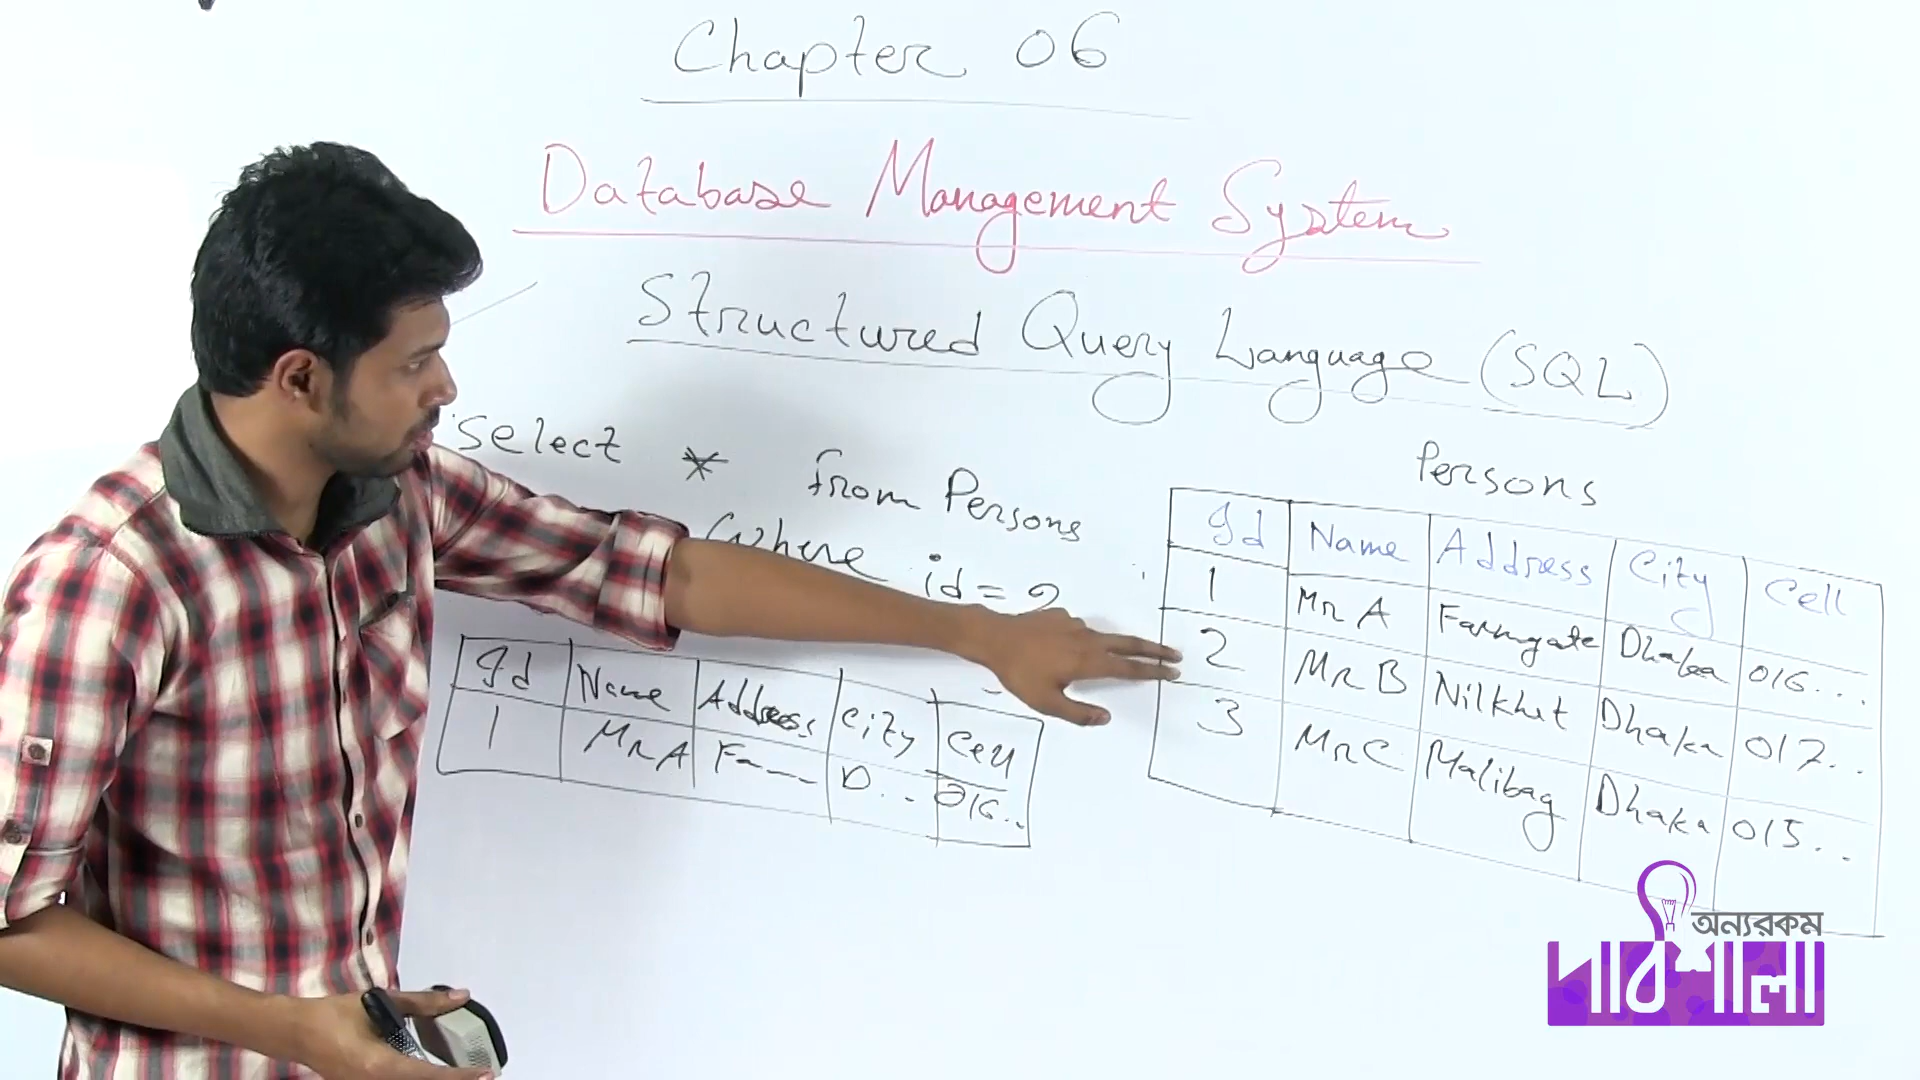 Chapter 06
Database Management System
Structured Query Language (SQL)
Select * from Persons
Where id = 2
Id Name Address City Cell
1 Mr A Fa---- D... 016..
Persons
Id Name Address City Cell
1 Mr A Farmgate Dhaka 016...
2 Mr B Nilkhet Dhaka 017...
3 Mr C Malibag Dhaka 015...
অন্যরকম
পাঠশালা